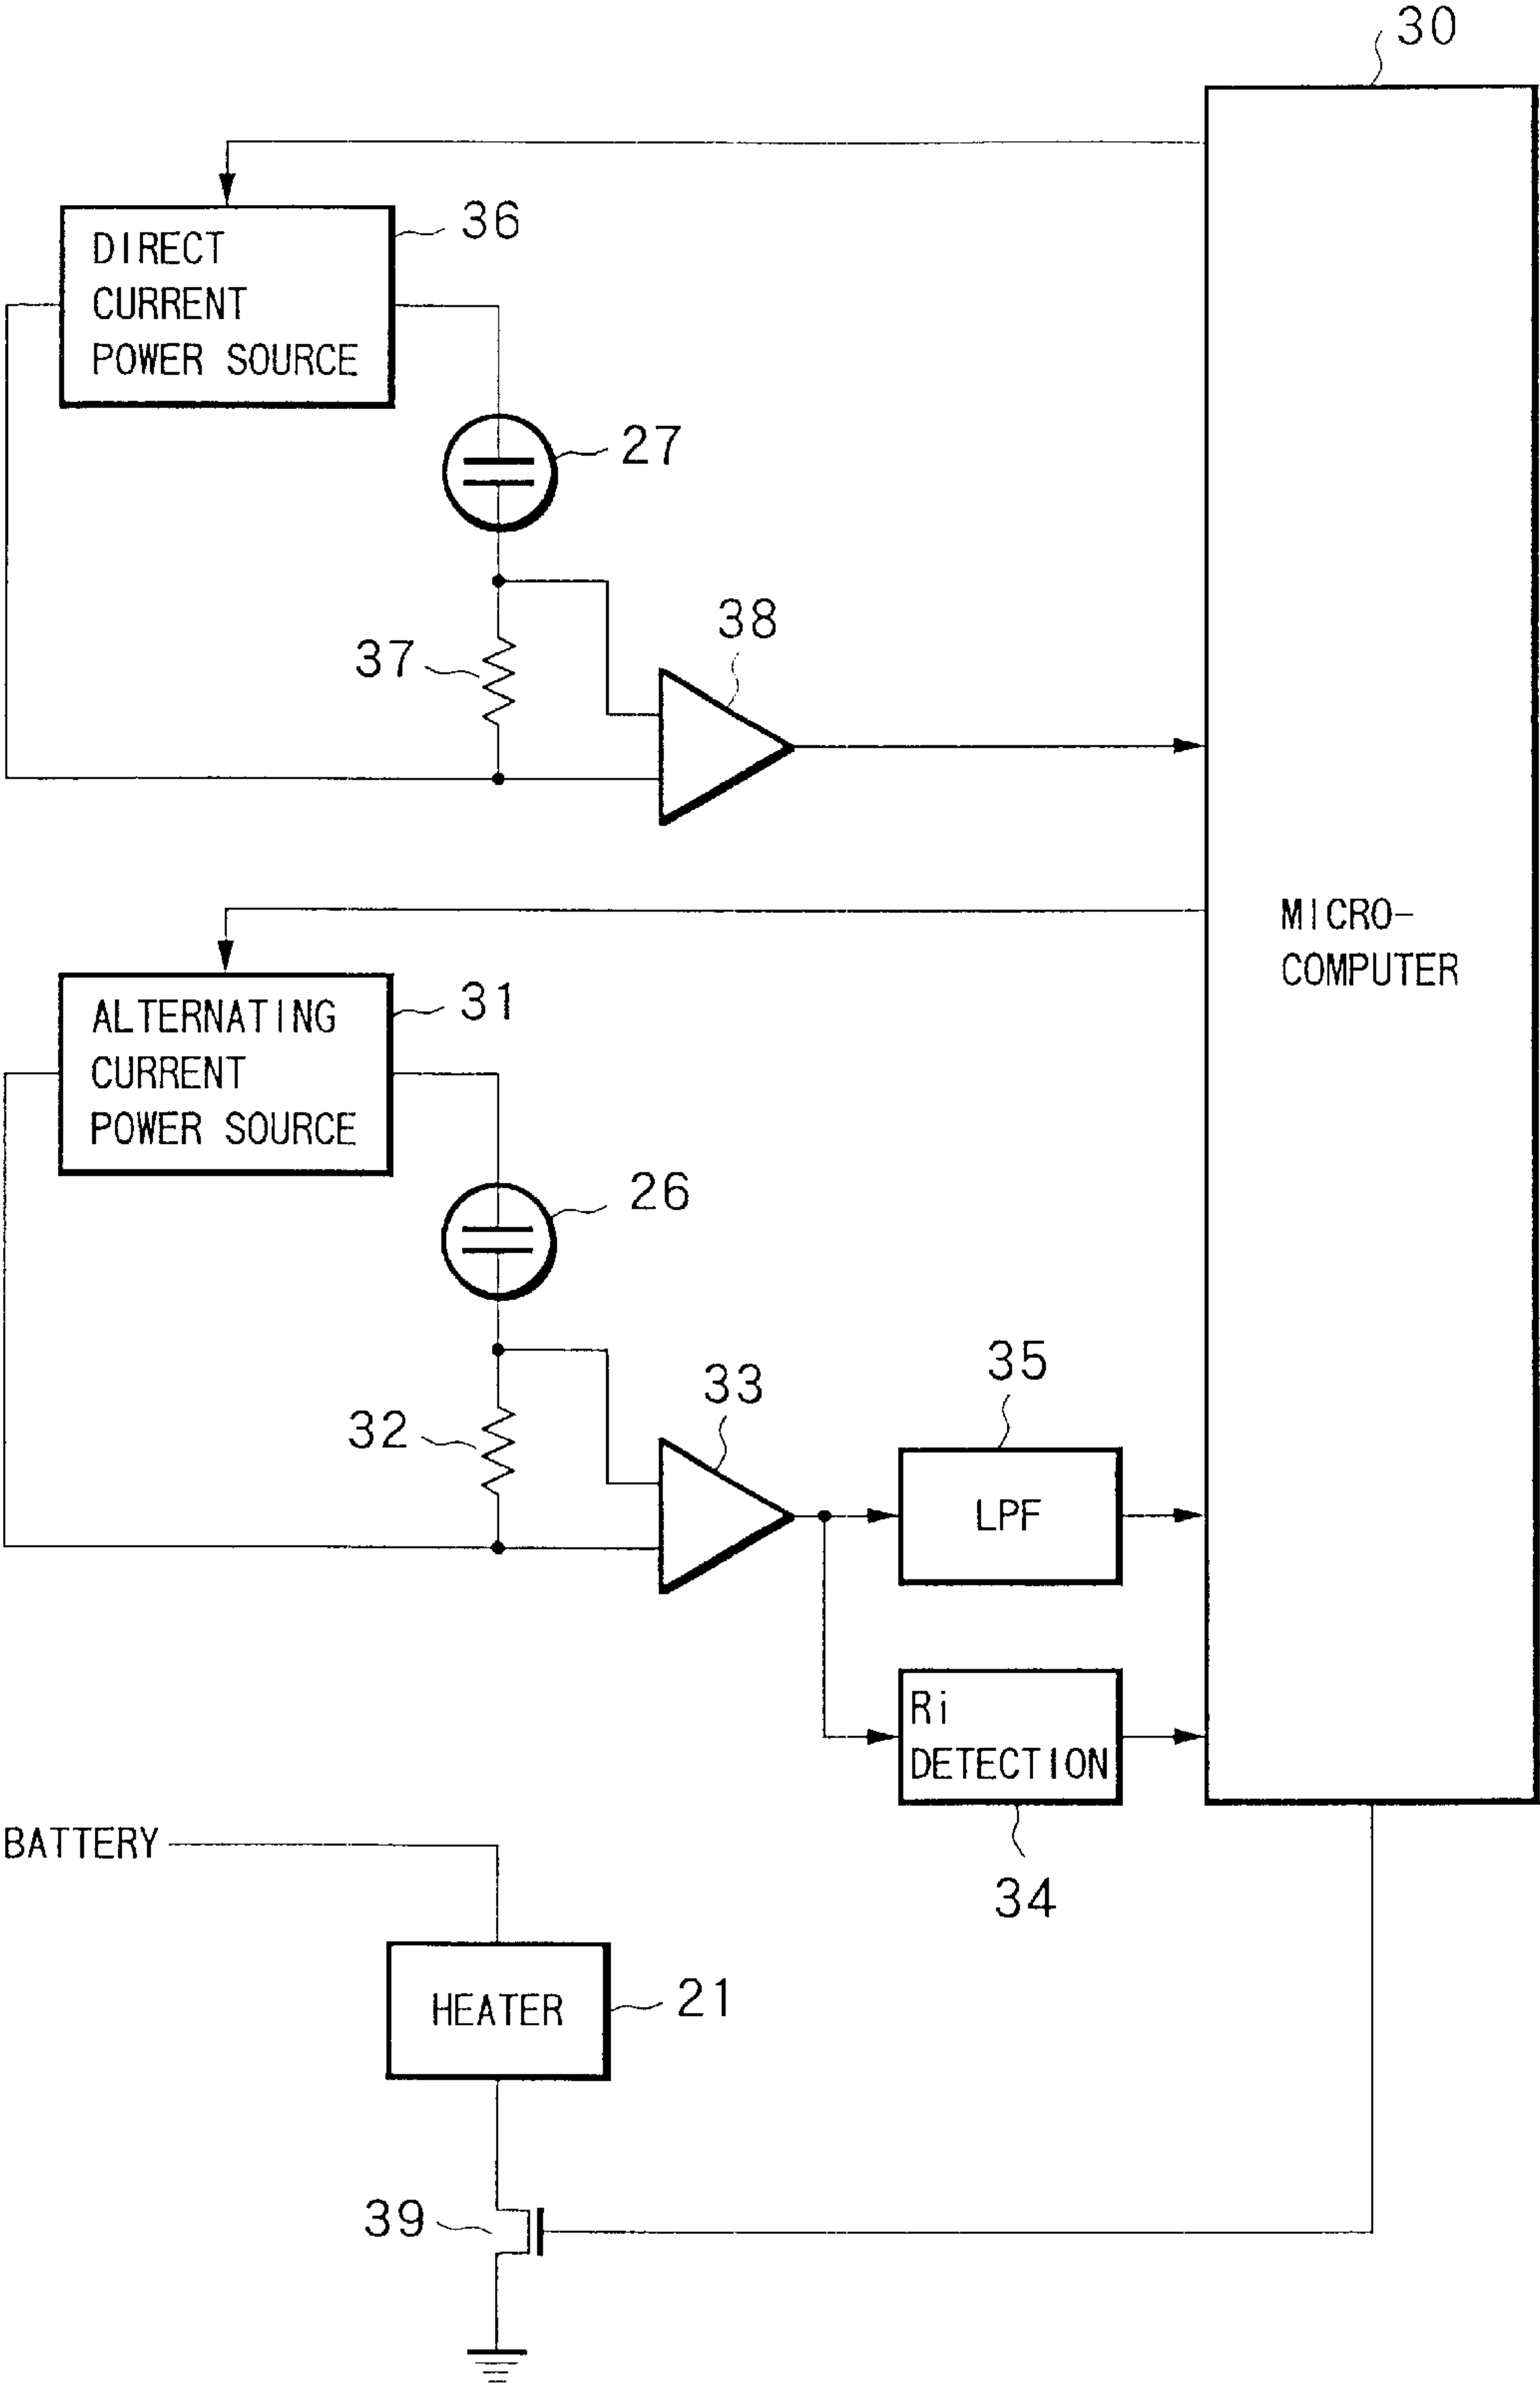 30
36
DIRECT
CURRENT
POWER SOURCE
27
38
37
MICRO-
COMPUTER
31
ALTERNATING
CURRENT
POWER SOURCE
26
35
33
32
LPF
Ri
DETECTION
BATTERY
34
21
HEATER
39